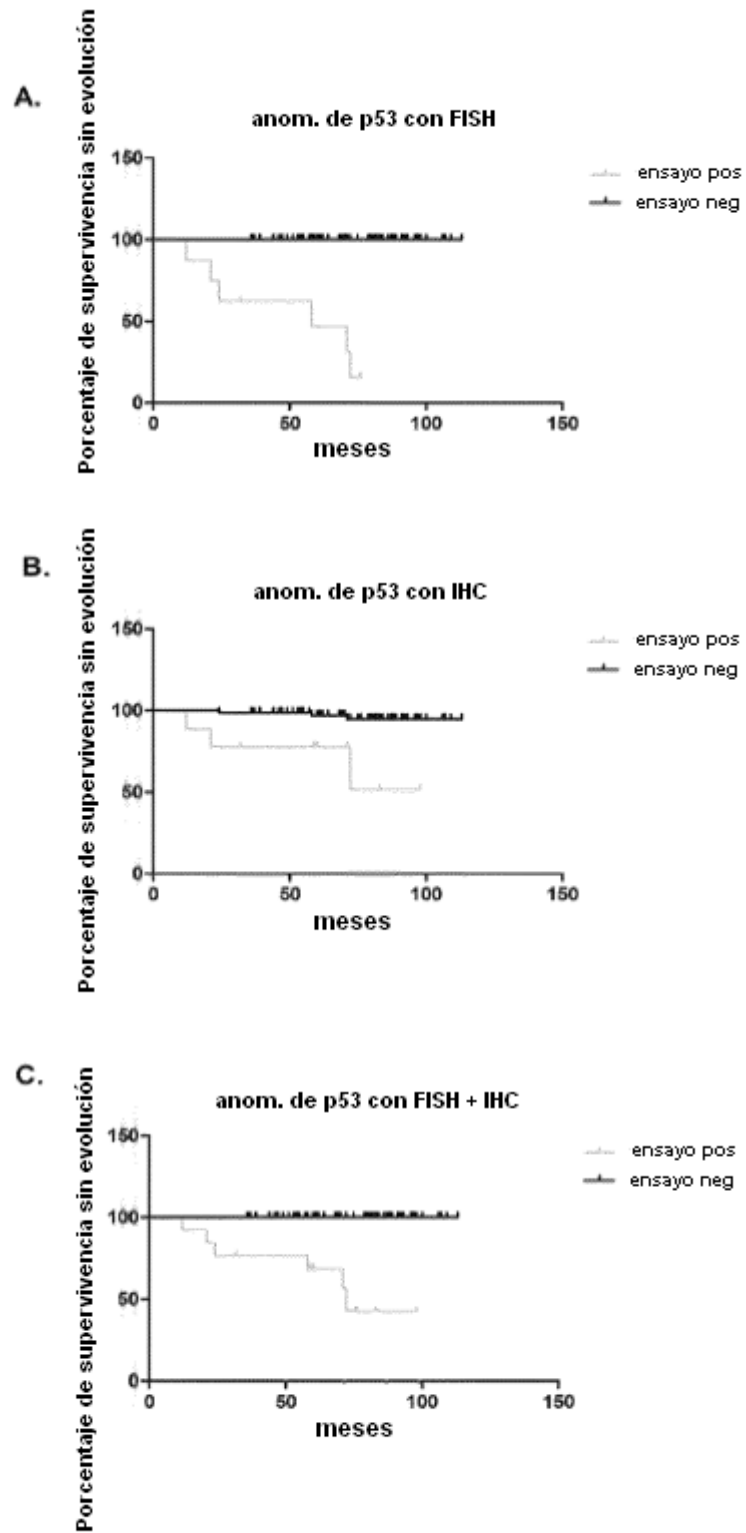 A.
Porcentaje de supervivencia sin evolución
anom. de p53 con FISH
150
100
50
0
0
50
100
150
meses
ensayo pos
ensayo neg
B.
Porcentaje de supervivencia sin evolución
anom. de p53 con IHC
150
100
50
0
0
50
100
150
meses
ensayo pos
ensayo neg
C.
Porcentaje de supervivencia sin evolución
anom. de p53 con FISH + IHC
150
100
50
0
0
50
100
150
meses
ensayo pos
ensayo neg